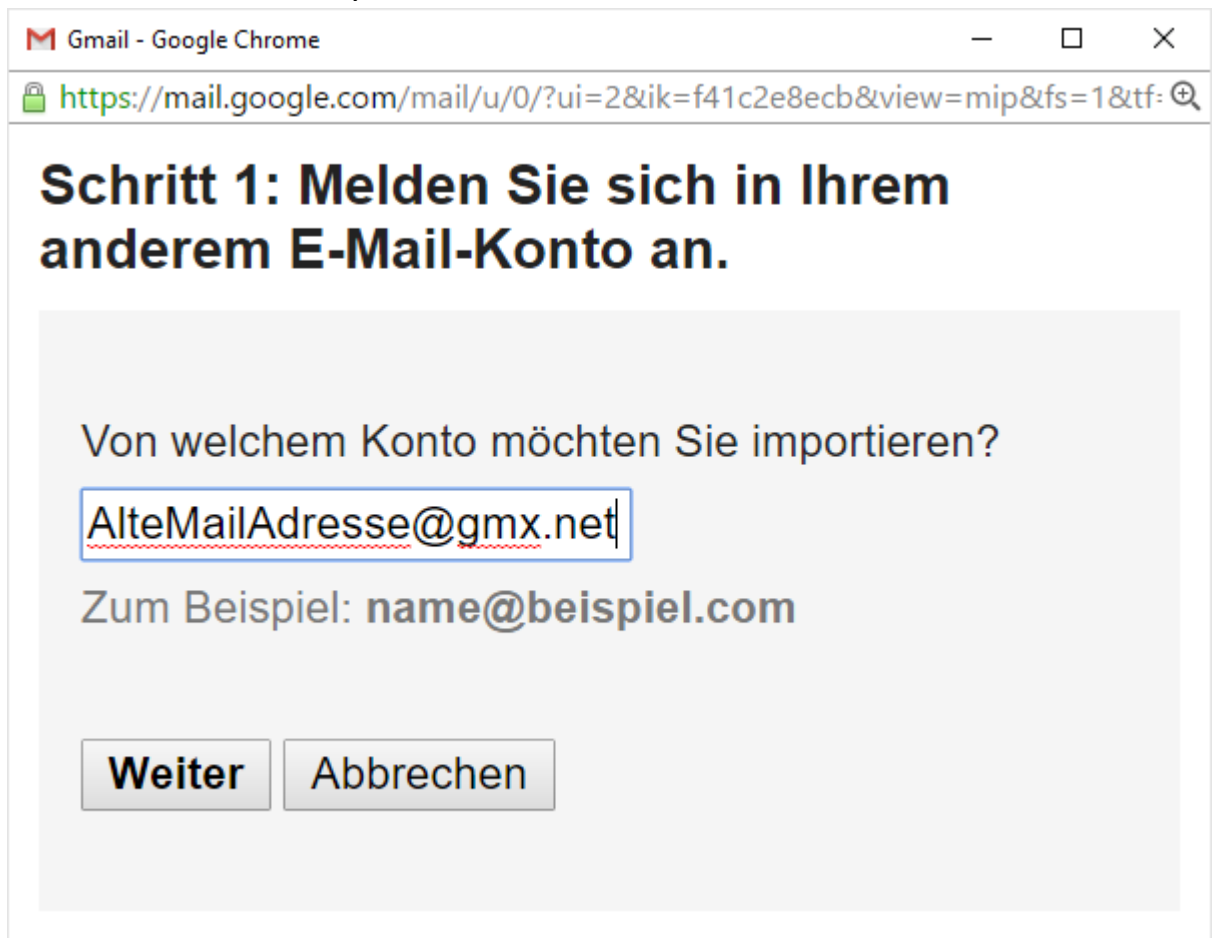 Gmail - Google Chrome
https://mail.google.com/mail/u/0/?ui=2&ik=f41c2e8ecb&view=mip&fs=1&tf=
Schritt 1: Melden Sie sich in Ihrem
anderem E-Mail-Konto an.
Von welchem Konto möchten Sie importieren?
AlteMailAdresse@gmx.net
Zum Beispiel: name@beispiel.com
Weiter Abbrechen